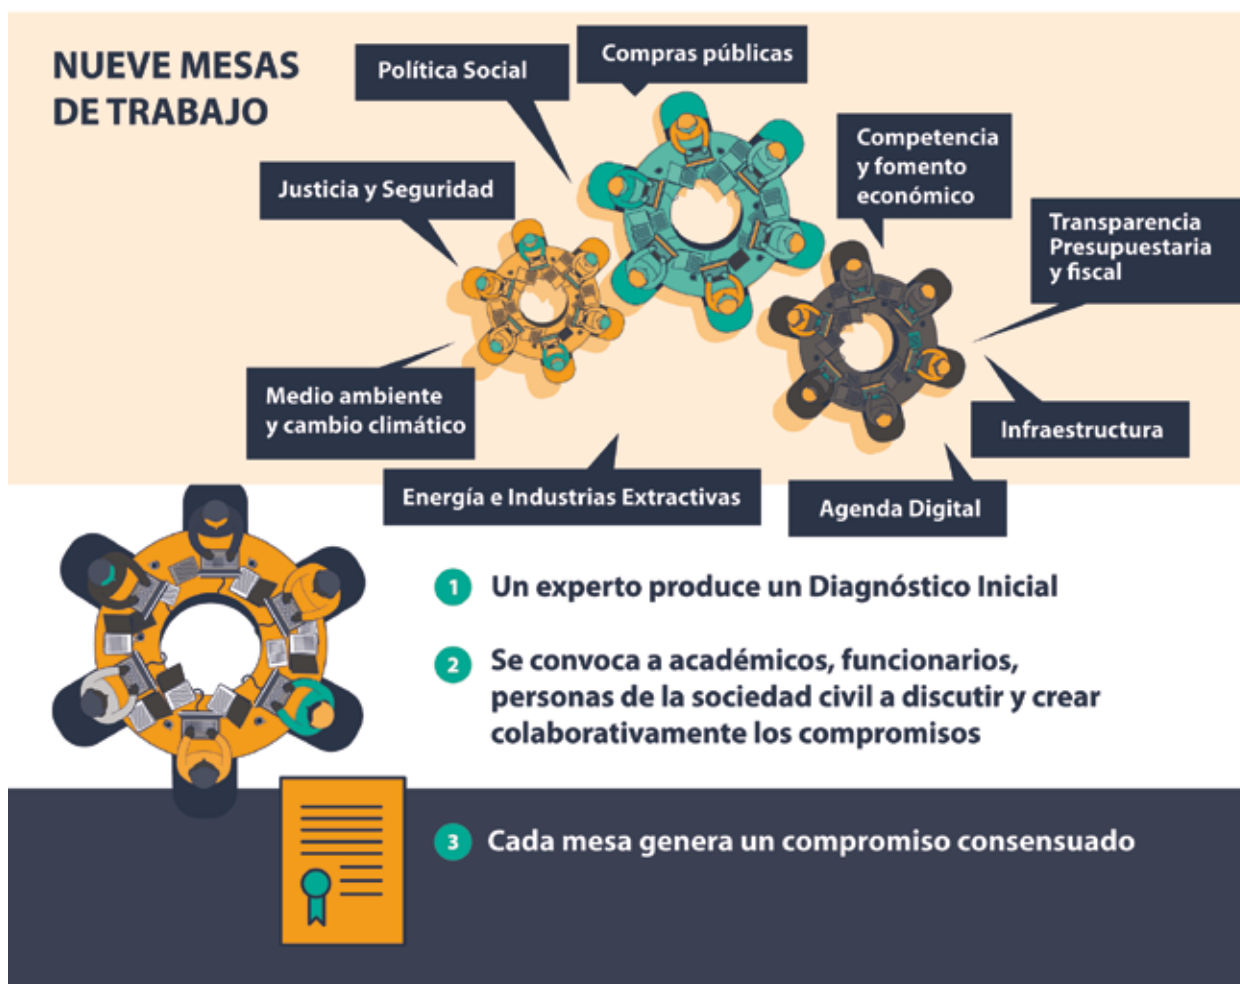 NUEVE MESAS
DE TRABAJO
Política Social
Compras públicas
Justicia y Seguridad
Competencia
y fomento
económico
Transparencia
Presupuestaria
y fiscal
Medio ambiente
y cambio climático
Infraestructura
Energía e Industrias Extractivas
Agenda Digital
1 Un experto produce un Diagnóstico Inicial
2 Se convoca a académicos, funcionarios,
personas de la sociedad civil a discutir y crear
colaborativamente los compromisos
3 Cada mesa genera un compromiso consensuado